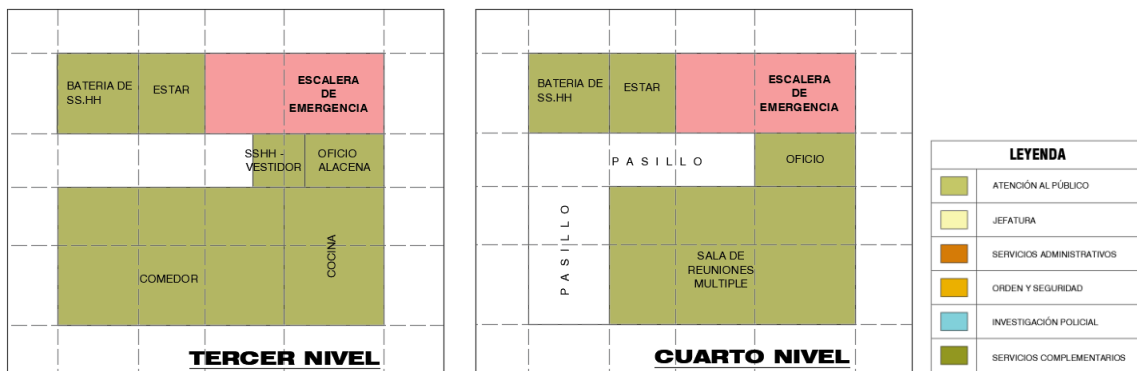 BATERIA DE
SS.HH
ESTAR
ESCALERA
DE
EMERGENCIA
SSHH -
VESTIDOR
OFICIO
ALACENA
COMEDOR
COCINA
TERCER NIVEL
BATERIA DE
SS.HH
ESTAR
ESCALERA
DE
EMERGENCIA
PASILLO
OFICIO
PASILLO
SALA DE
REUNIONES
MULTIPLE
CUARTO NIVEL
LEYENDA
ATENCIÓN AL PÚBLICO
JEFATURA
SERVICIOS ADMINISTRATIVOS
ORDEN Y SEGURIDAD
INVESTIGACIÓN POLICIAL
SERVICIOS COMPLEMENTARIOS